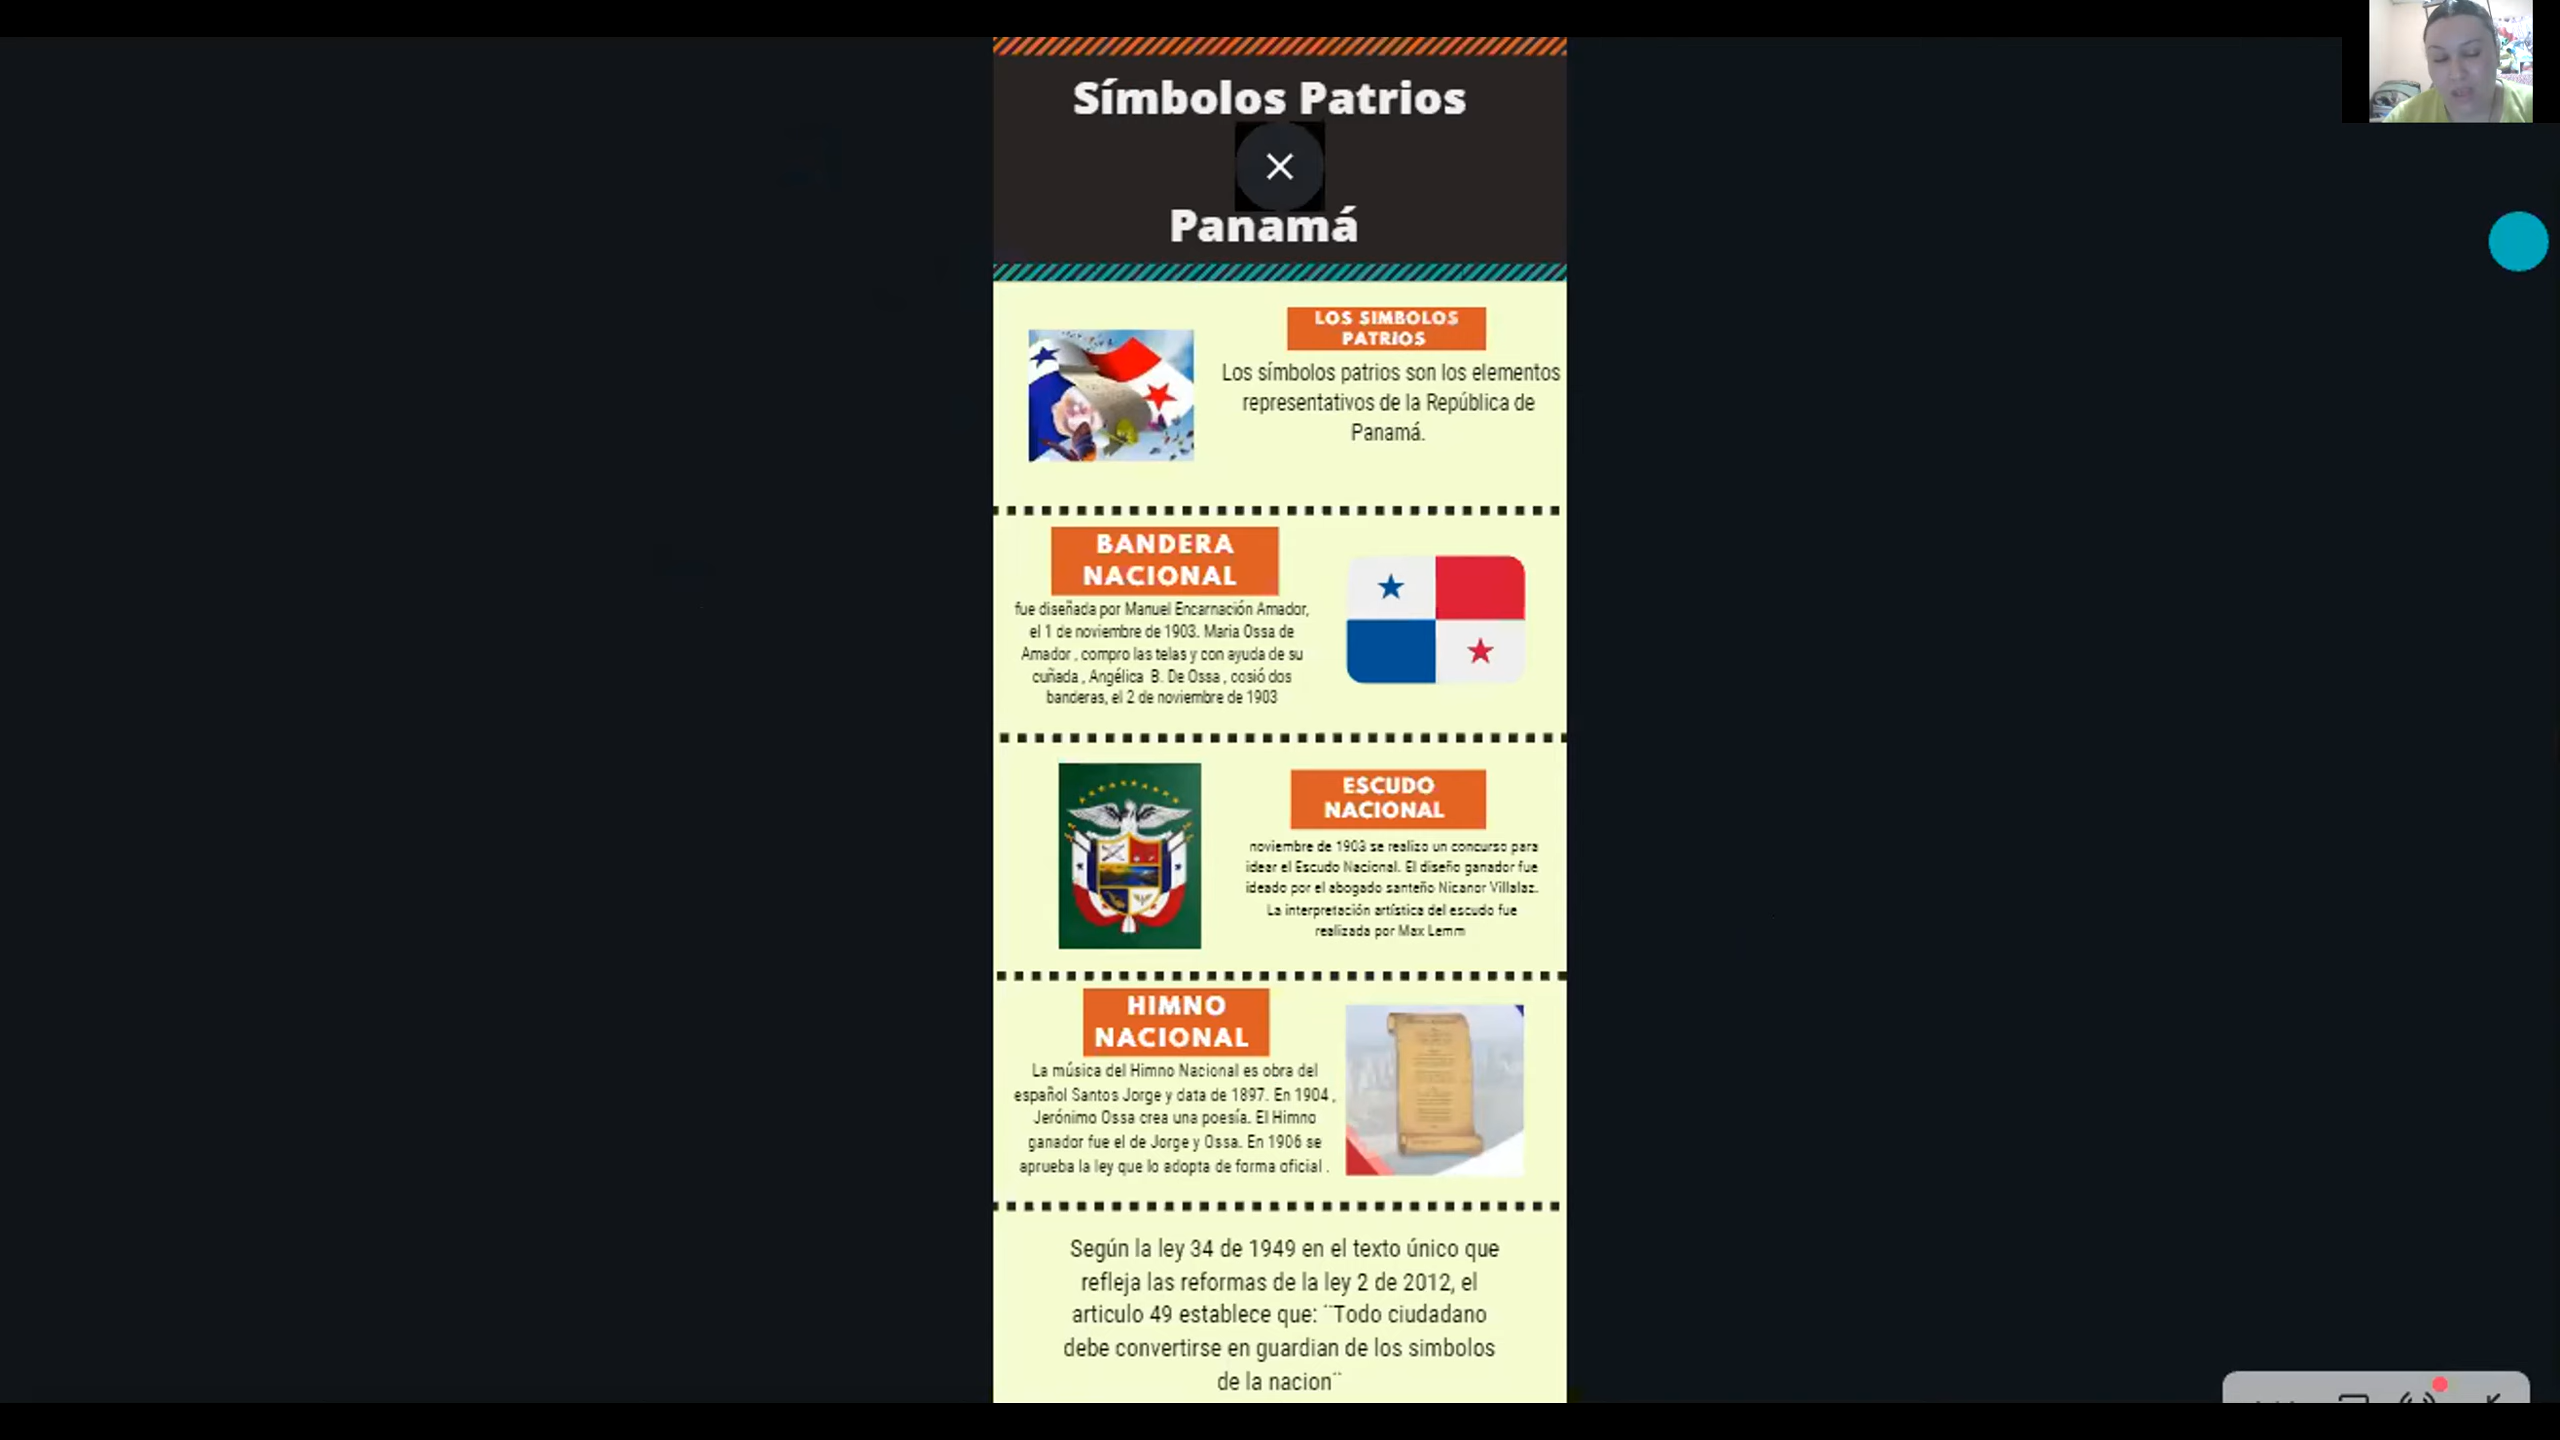 Símbolos Patrios
Panamá
LOS SIMBOLOS
PATRIOS
Los símbolos patrios son los elementos
representativos de la República de
Panamá.
BANDERA
NACIONAL
fue diseñada por Manuel Encarnación Amador,
el 1 de noviembre de 1903. Maria Ossa de
Amador , compro las telas y con ayuda de su
cuñada , Angélica B. De Ossa , cosió dos
banderas, el 2 de noviembre de 1903
ESCUDO
NACIONAL
noviembre de 1903 se realizo un concurso para
idear el Escudo Nacional. El diseño ganador fue
ideado por el abogado santeño Nicanor Villalaz.
La interpretación artística del escudo fue
realizada por Max Lemm
HIMNO
NACIONAL
La música del Himno Nacional es obra del
español Santos Jorge y data de 1897. En 1904 ,
Jerónimo Ossa crea una poesía. El Himno
ganador fue el de Jorge y Ossa. En 1906 se
aprueba la ley que lo adopta de forma oficial .
Según la ley 34 de 1949 en el texto único que
refleja las reformas de la ley 2 de 2012, el
articulo 49 establece que: ¨Todo ciudadano
debe convertirse en guardian de los simbolos
de la nacion¨